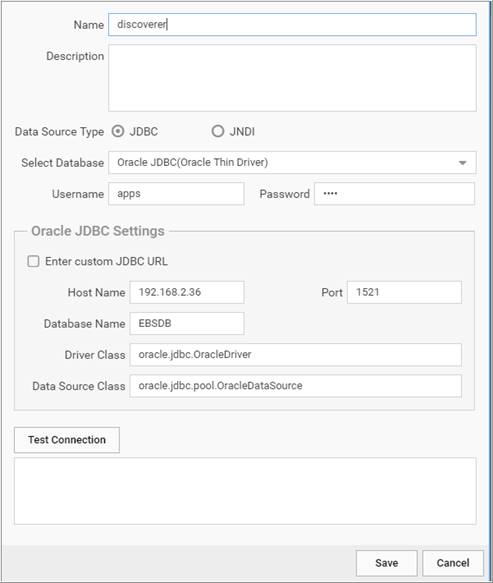 Name discoverer
Description
Data Source Type JDBC JNDI
Select Database Oracle JDBC(Oracle Thin Driver)
Username apps Password ····
Oracle JDBC Settings
Enter custom JDBC URL
Host Name 192.168.2.36 Port 1521
Database Name EBSDB
Driver Class oracle.jdbc.OracleDriver
Data Source Class oracle.jdbc.pool.OracleDataSource
Test Connection
Save Cancel